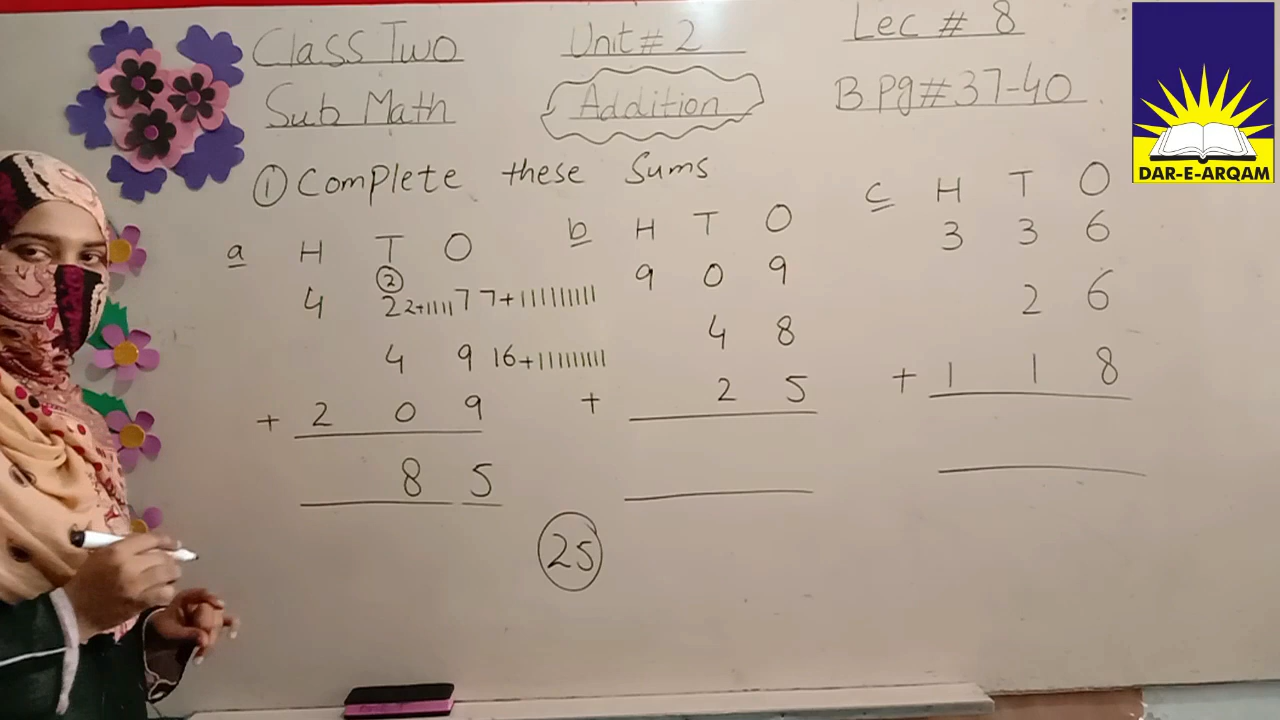 Class Two Unit # 2 Lec # 8
Sub Math Addition B Pg # 37-40
① Complete these Sums
a H T O
②
4 2 2+|||| 7 7+|||||||||
4 9 16+|||||||||
+ 2 0 9
8 5
b H T O
9 0 9
4 8
+ 2 5
c H T O
3 3 6
2 6
+ 1 1 8
25
DAR-E-ARQAM